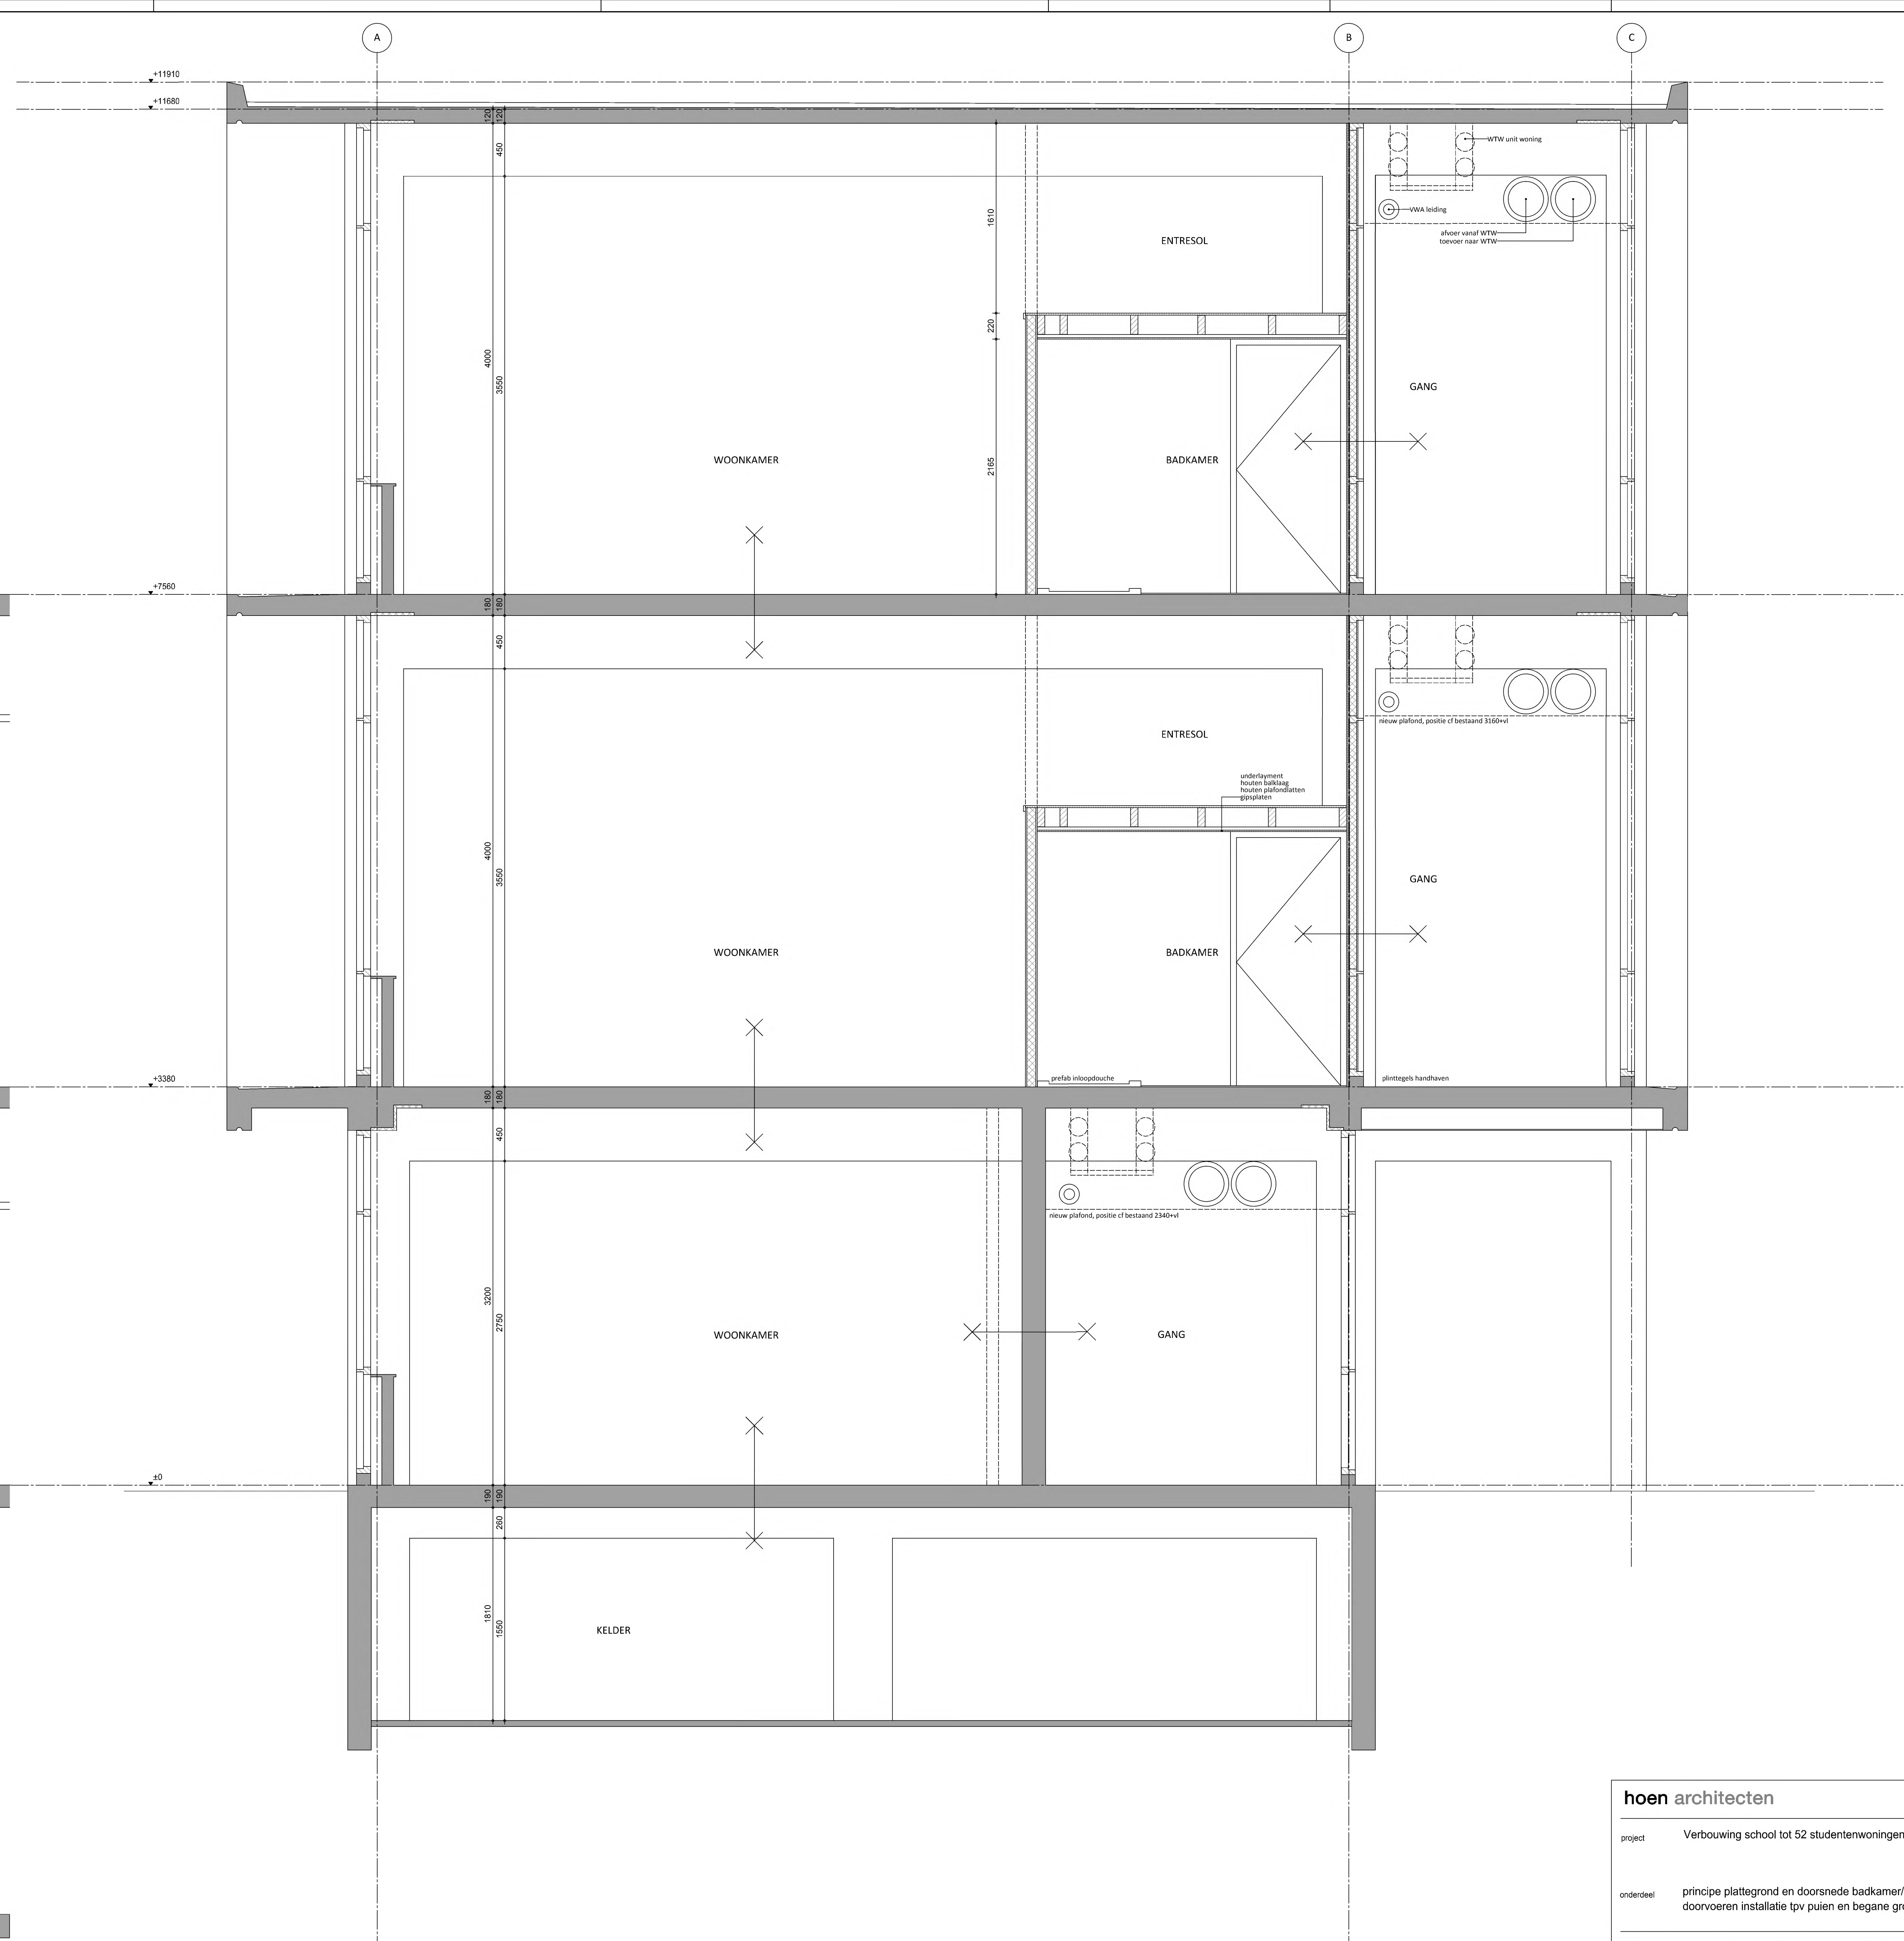 A
B
C
+11910
+11680
120
120
450
WTW unit woning
1610
VWA leiding
afvoer vanaf WTW
toevoer naar WTW
ENTRESOL
220
4000
3550
GANG
WOONKAMER
2165
BADKAMER
+7560
180
180
450
nieuw plafond, positie cf bestaand 3160+vl
ENTRESOL
underlayment
houten balklaag
houten plafondlatten
gipsplaten
4000
3550
GANG
WOONKAMER
BADKAMER
+3380
prefab inloopdouche
plinttegels handhaven
180
180
450
nieuw plafond, positie cf bestaand 2340+vl
3200
2750
WOONKAMER
GANG
±0
190
190
260
1810
1550
KELDER
hoen architecten
project
Verbouwing school tot 52 studentenwoningen
onderdeel
principe plattegrond en doorsnede badkamer/
doorvoeren installatie tpv puien en begane gr